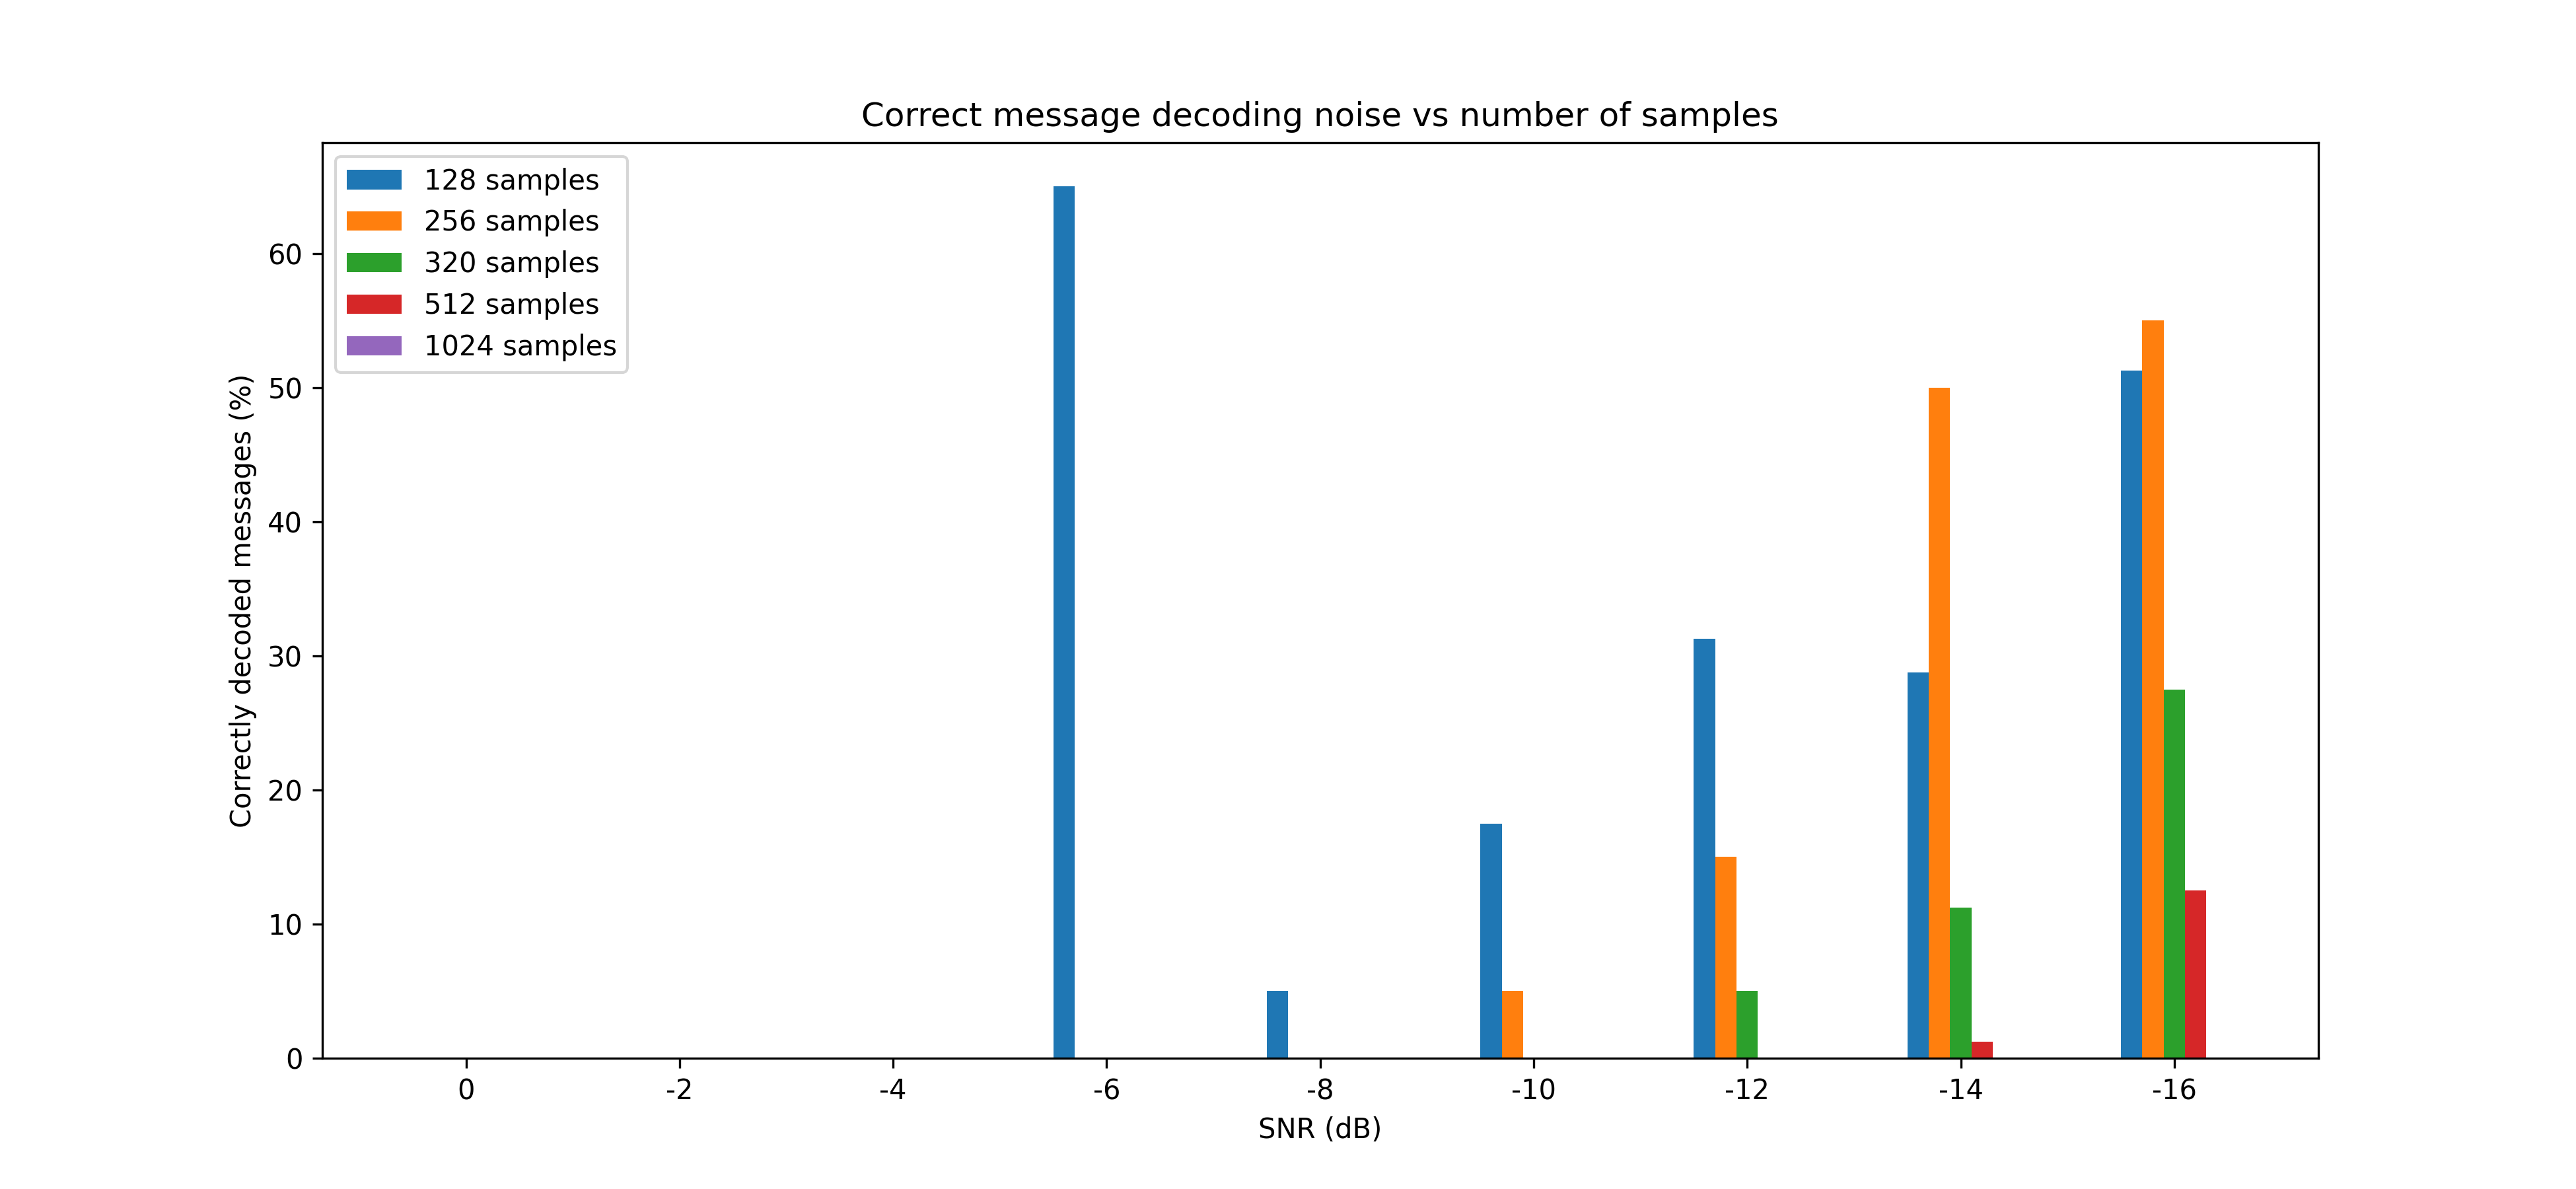 Correct message decoding noise vs number of samples
128 samples
256 samples
320 samples
512 samples
1024 samples
Correctly decoded messages (%)
60
50
40
30
20
10
0
0 -2 -4 -6 -8 -10 -12 -14 -16
SNR (dB)